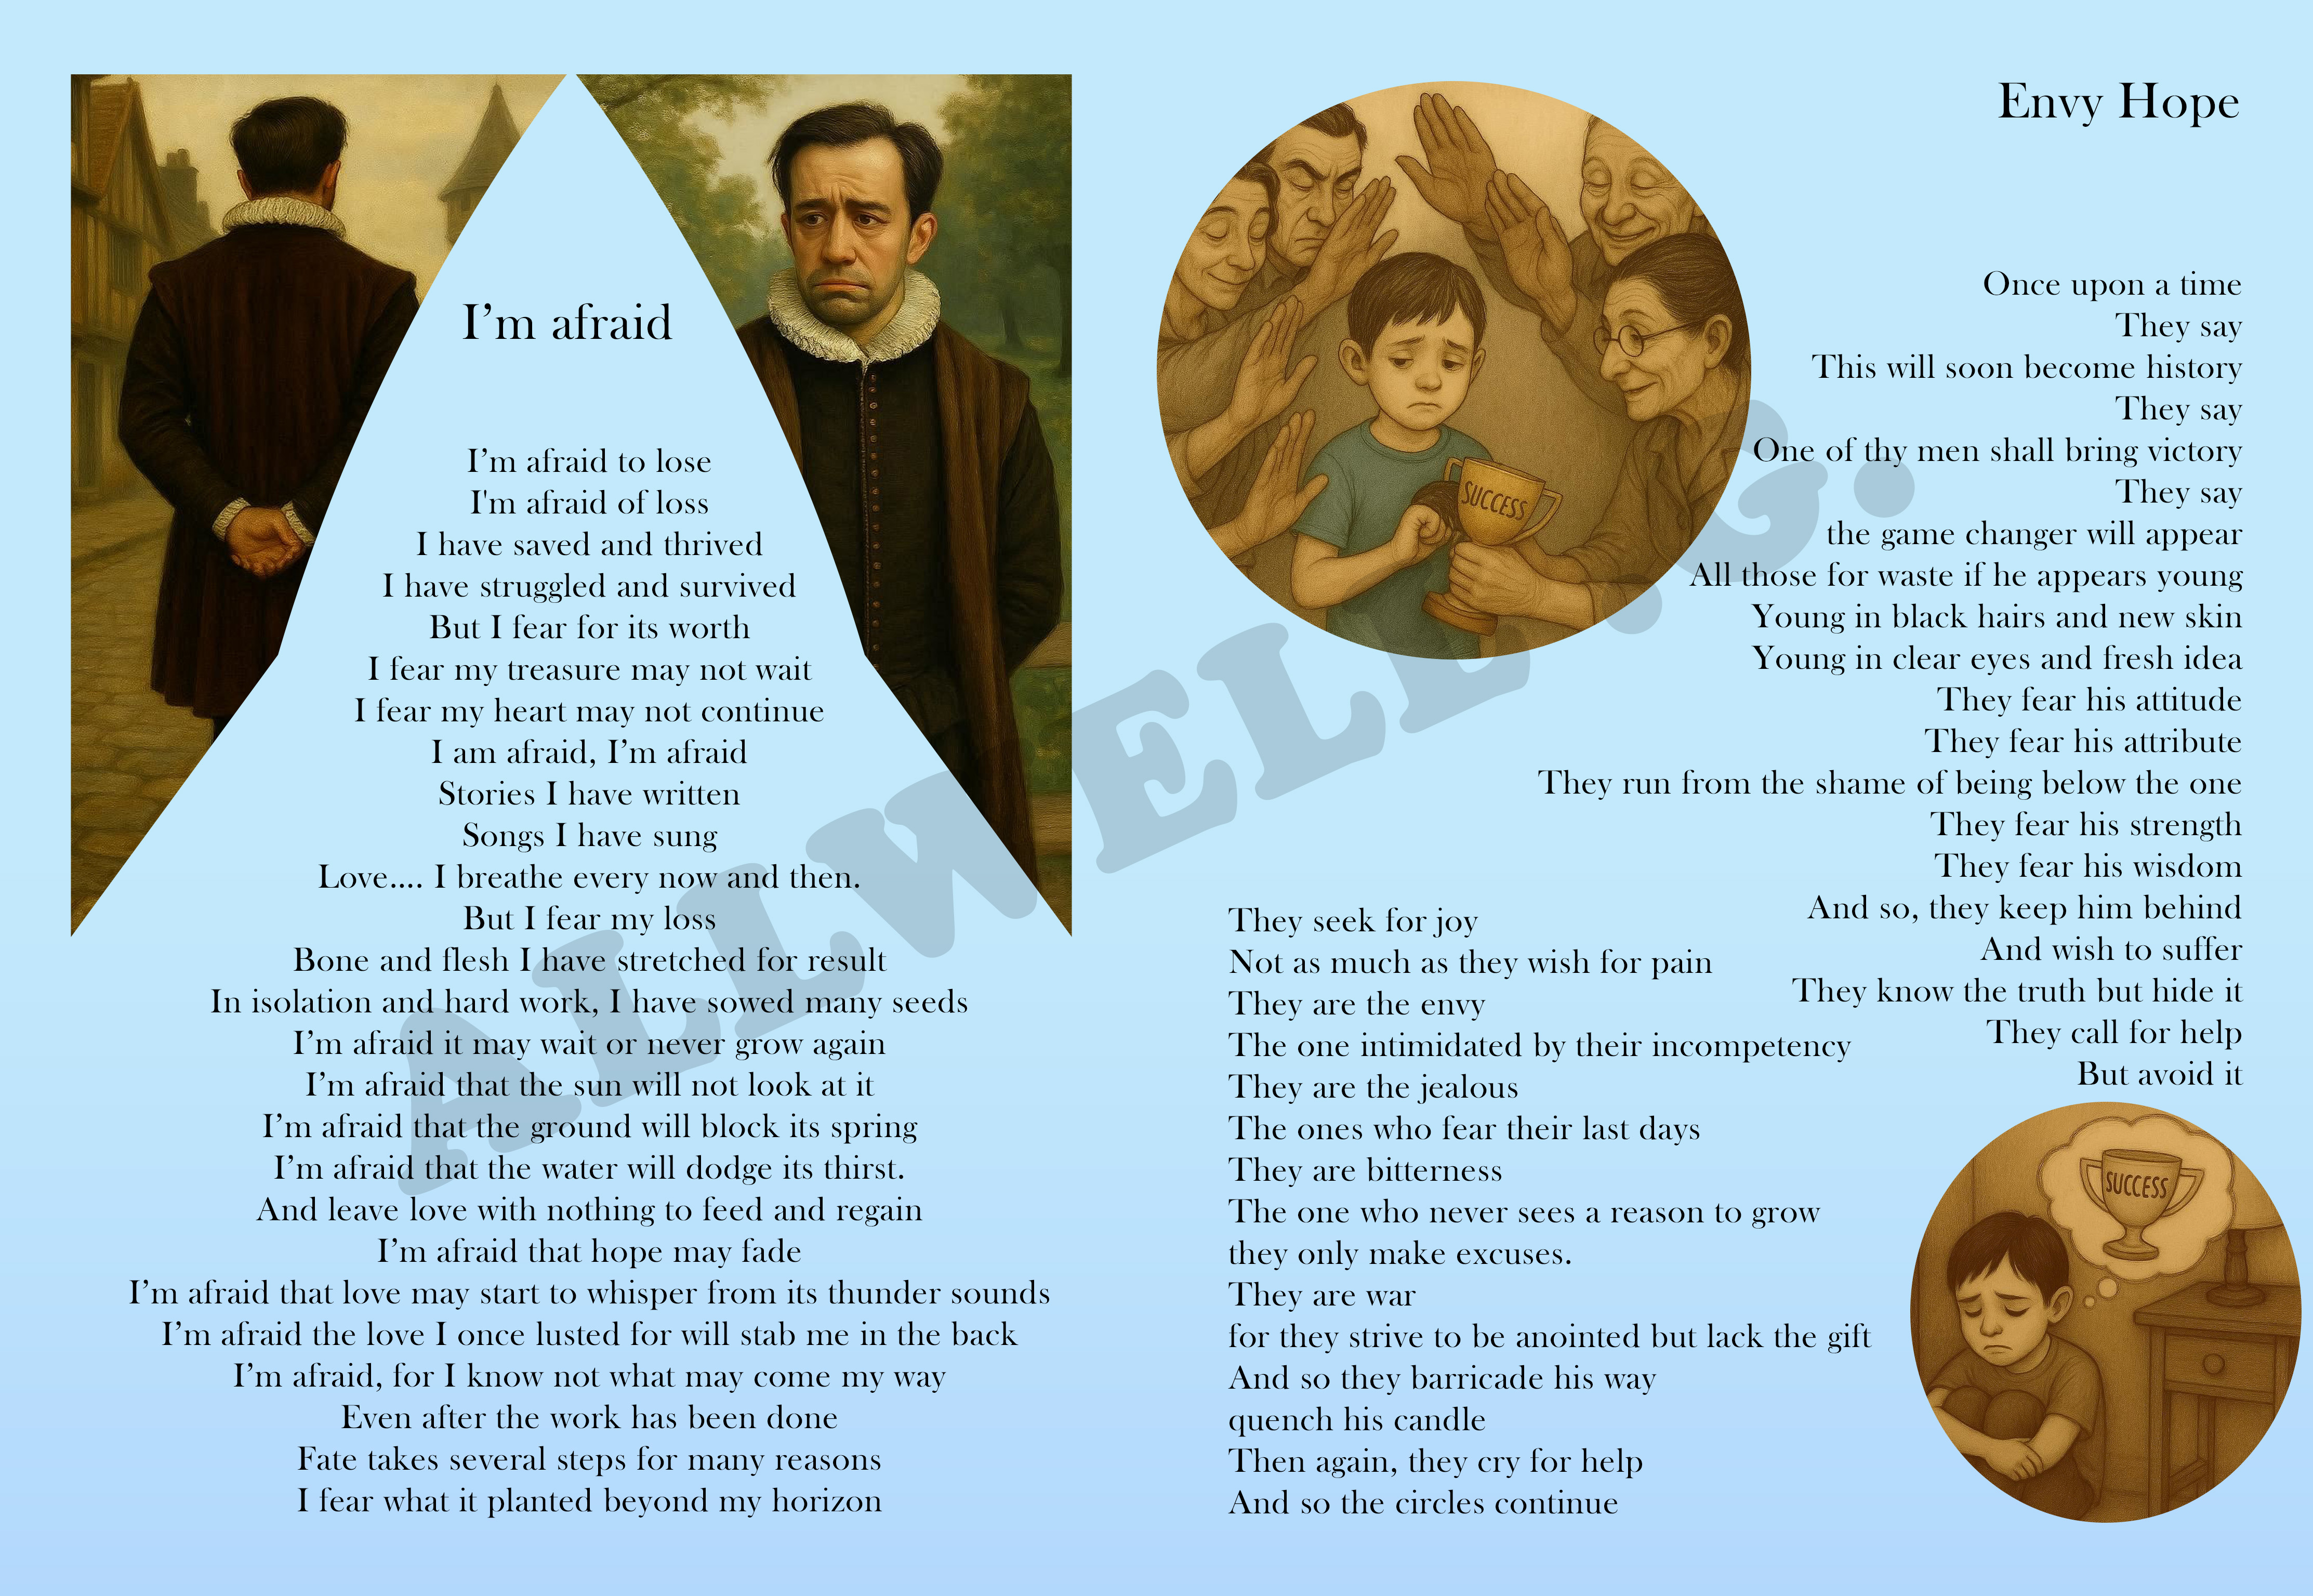 I’m afraid
I’m afraid to lose
I'm afraid of loss
I have saved and thrived
I have struggled and survived
But I fear for its worth
I fear my treasure may not wait
I fear my heart may not continue
I am afraid, I’m afraid
Stories I have written
Songs I have sung
Love.... I breathe every now and then.
But I fear my loss
Bone and flesh I have stretched for result
In isolation and hard work, I have sowed many seeds
I’m afraid it may wait or never grow again
I’m afraid that the sun will not look at it
I’m afraid that the ground will block its spring
I’m afraid that the water will dodge its thirst.
And leave love with nothing to feed and regain
I’m afraid that hope may fade
I’m afraid that love may start to whisper from its thunder sounds
I’m afraid the love I once lusted for will stab me in the back
I’m afraid, for I know not what may come my way
Even after the work has been done
Fate takes several steps for many reasons
I fear what it planted beyond my horizon
Envy Hope
SUCCESS
Once upon a time
They say
This will soon become history
They say
One of thy men shall bring victory
They say
the game changer will appear
All those for waste if he appears young
Young in black hairs and new skin
Young in clear eyes and fresh idea
They fear his attitude
They fear his attribute
They run from the shame of being below the one
They fear his strength
They fear his wisdom
And so, they keep him behind
And wish to suffer
They know the truth but hide it
They call for help
But avoid it
They seek for joy
Not as much as they wish for pain
They are the envy
The one intimidated by their incompetency
They are the jealous
The ones who fear their last days
They are bitterness
The one who never sees a reason to grow
they only make excuses.
They are war
for they strive to be anointed but lack the gift
And so they barricade his way
quench his candle
Then again, they cry for help
And so the circles continue
SUCCESS